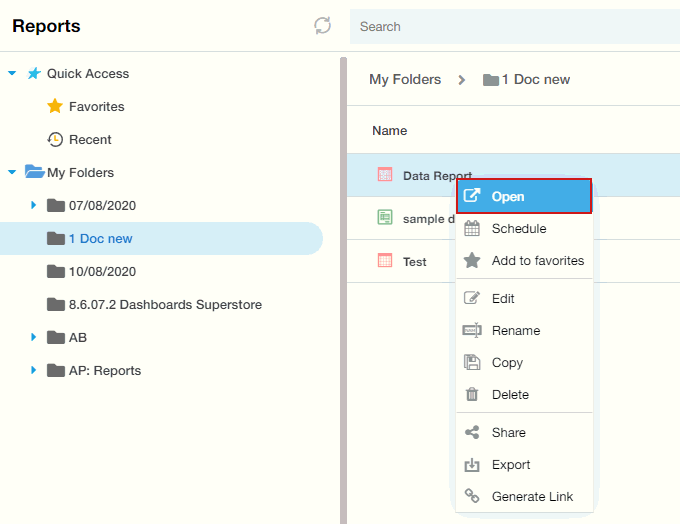 Reports
Search
Quick Access
Favorites
Recent
My Folders
07/08/2020
1 Doc new
10/08/2020
8.6.07.2 Dashboards Superstore
AB
AP: Reports
My Folders > 1 Doc new
Name
Data Report
sample d
Test
Open
Schedule
Add to favorites
Edit
Rename
Copy
Delete
Share
Export
Generate Link